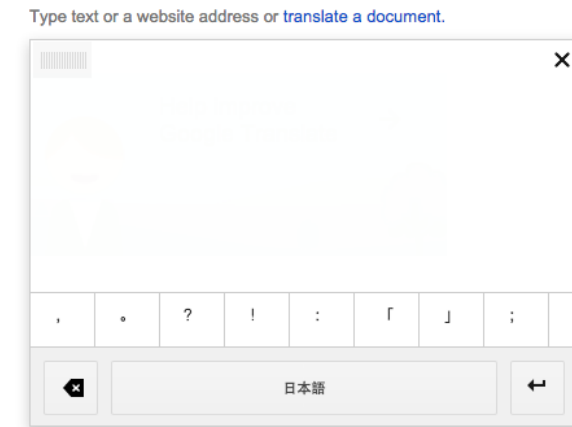 Type text or a website address or translate a document.
, 。 ? ! : 「 」 ;
日本語